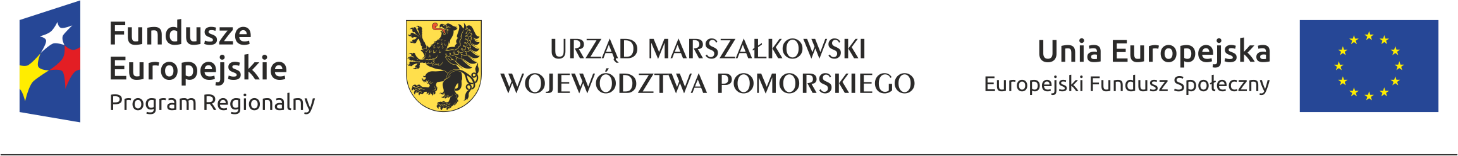 Fundusze
Europejskie
Program Regionalny
URZĄD MARSZAŁKOWSKI
WOJEWÓDZTWA POMORSKIEGO
Unia Europejska
Europejski Fundusz Społeczny